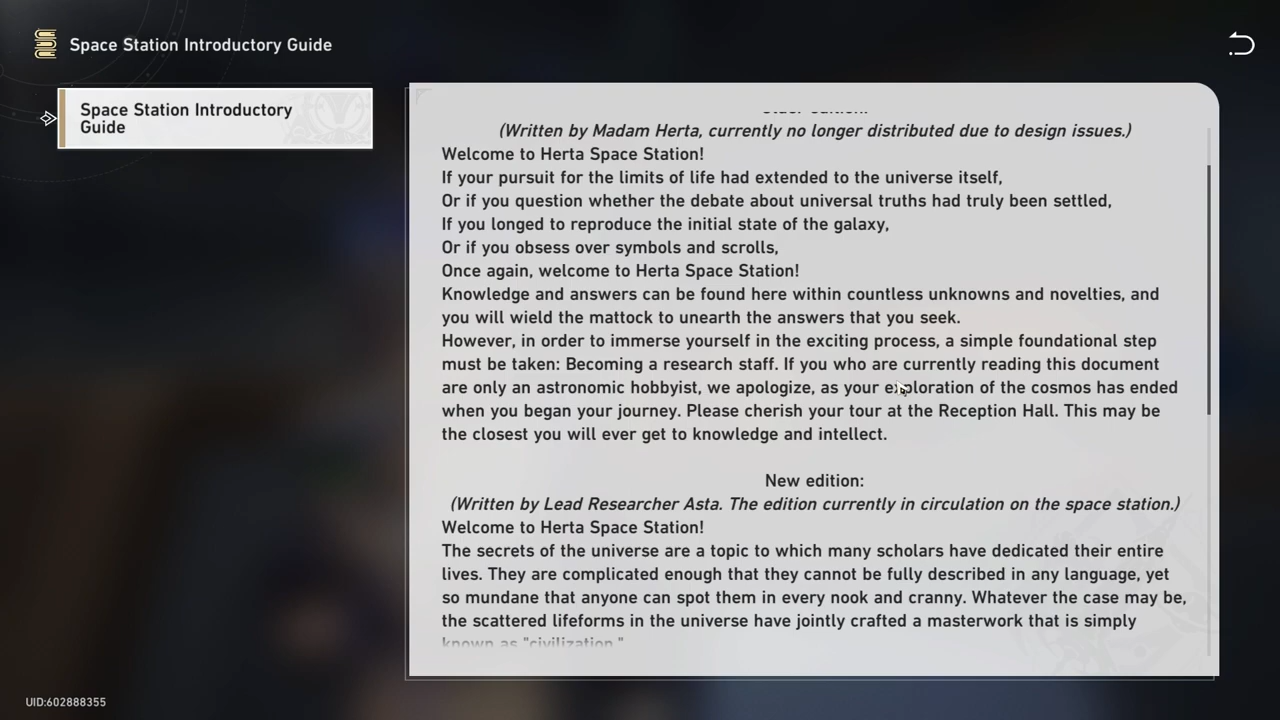 Space Station Introductory Guide
Space Station Introductory
Guide
(Written by Madam Herta, currently no longer distributed due to design issues.)
Welcome to Herta Space Station!
If your pursuit for the limits of life had extended to the universe itself,
Or if you question whether the debate about universal truths had truly been settled,
If you longed to reproduce the initial state of the galaxy,
Or if you obsess over symbols and scrolls,
Once again, welcome to Herta Space Station!
Knowledge and answers can be found here within countless unknowns and novelties, and
you will wield the mattock to unearth the answers that you seek.
However, in order to immerse yourself in the exciting process, a simple foundational step
must be taken: Becoming a research staff. If you who are currently reading this document
are only an astronomic hobbyist, we apologize, as your exploration of the cosmos has ended
when you began your journey. Please cherish your tour at the Reception Hall. This may be
the closest you will ever get to knowledge and intellect.
New edition:
(Written by Lead Researcher Asta. The edition currently in circulation on the space station.)
Welcome to Herta Space Station!
The secrets of the universe are a topic to which many scholars have dedicated their entire
lives. They are complicated enough that they cannot be fully described in any language, yet
so mundane that anyone can spot them in every nook and cranny. Whatever the case may be,
the scattered lifeforms in the universe have jointly crafted a masterwork that is simply
known as "civilization."
UID:602888355